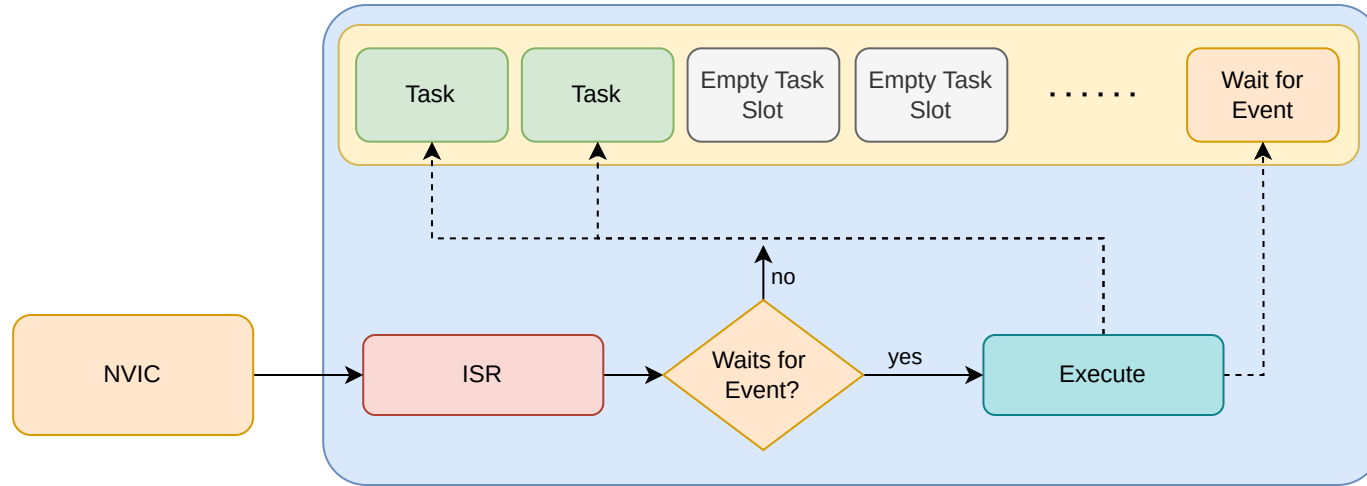 Task
Task
Empty Task
Slot
Empty Task
Slot
......
Wait for
Event
no
NVIC
ISR
Waits for
Event?
yes
Execute